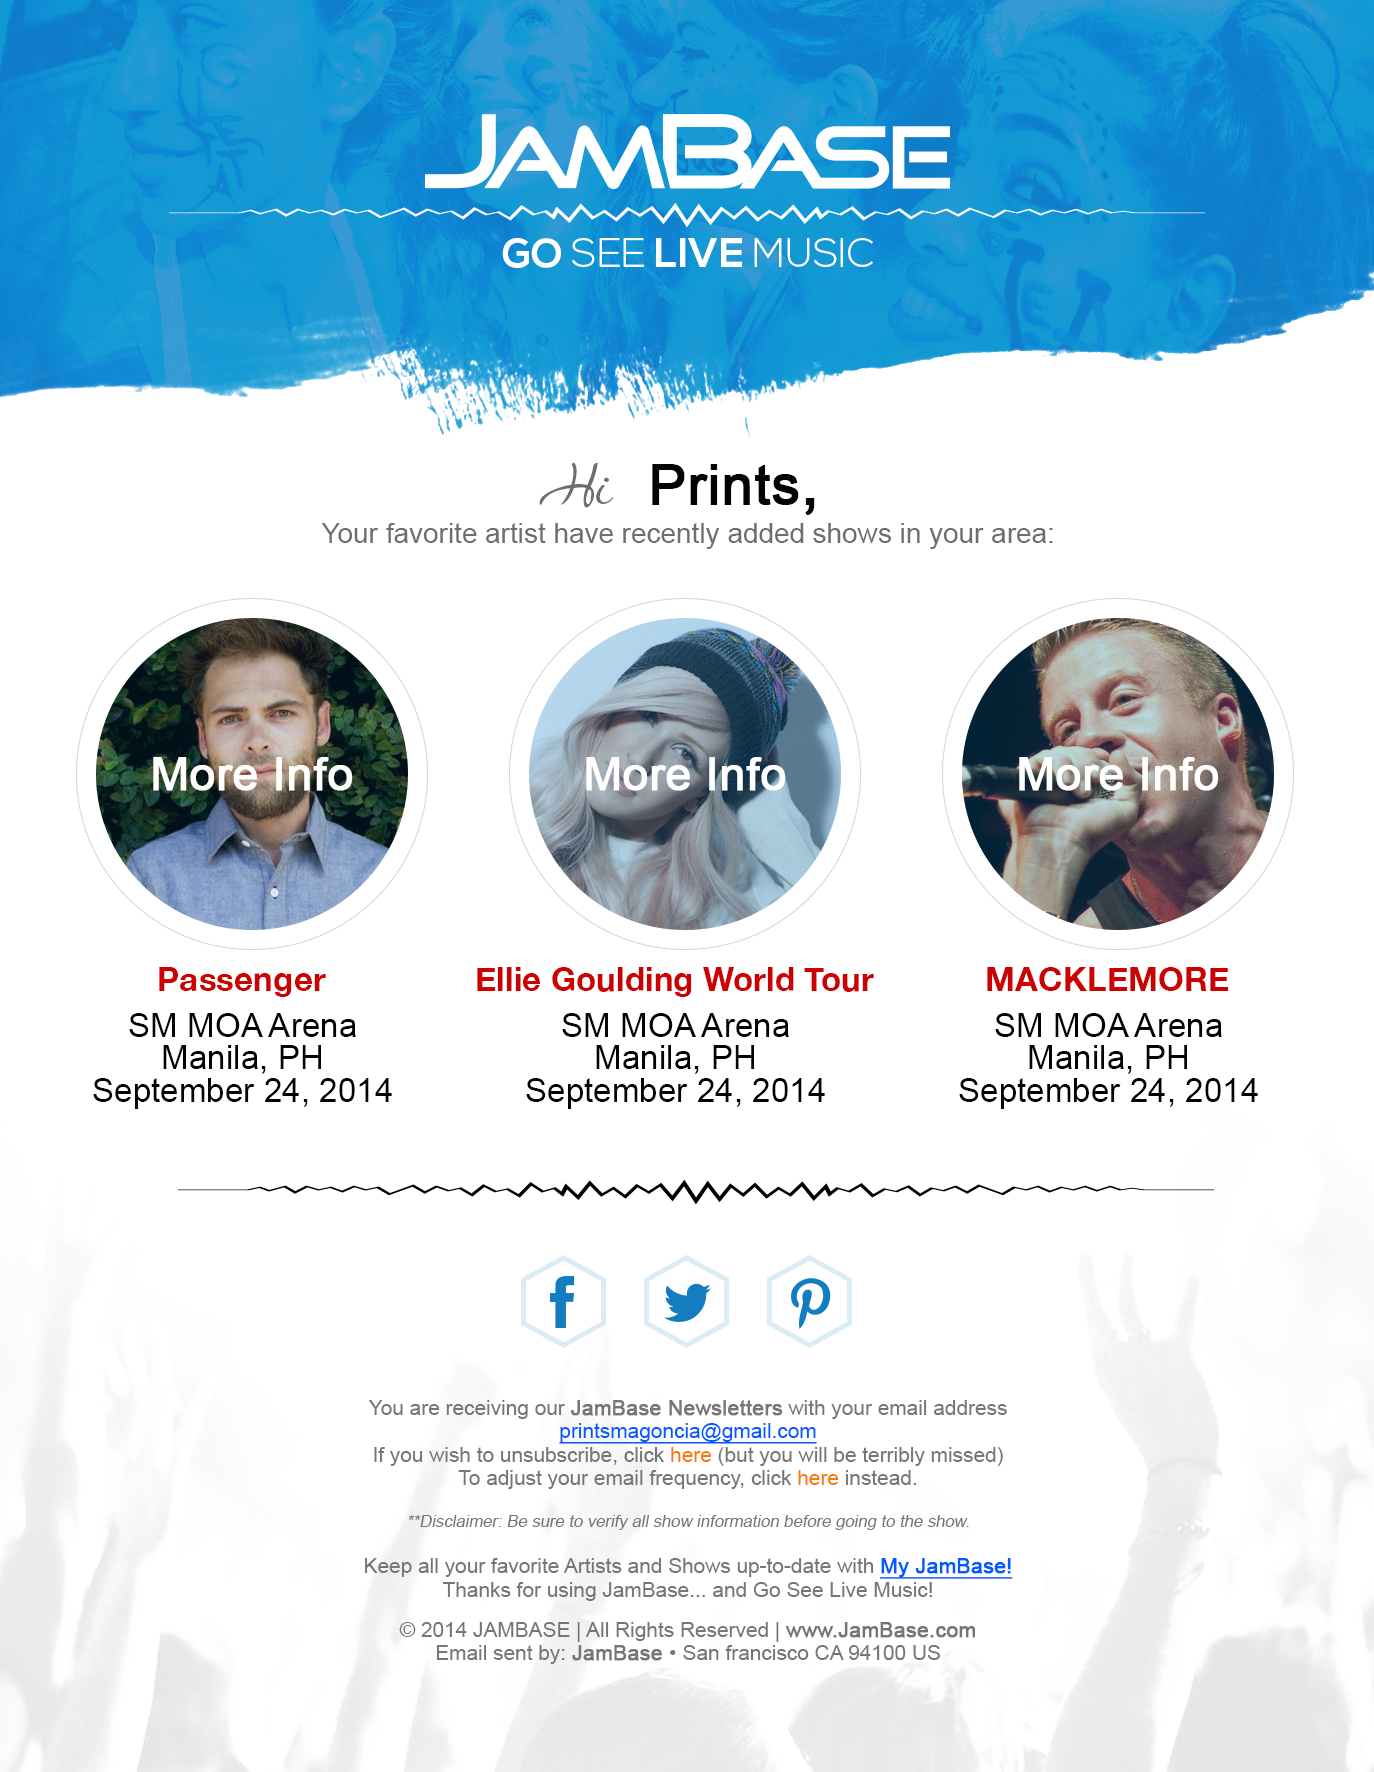 JAMBASE
GO SEE LIVE MUSIC
Hi Prints,
Your favorite artist have recently added shows in your area:
More Info
More Info
More Info
Passenger
SM MOA Arena
Manila, PH
September 24, 2014
Ellie Goulding World Tour
SM MOA Arena
Manila, PH
September 24, 2014
MACKLEMORE
SM MOA Arena
Manila, PH
September 24, 2014
You are receiving our JamBase Newsletters with your email address
printsmagoncia@gmail.com
If you wish to unsubscribe, click here (but you will be terribly missed)
To adjust your email frequency, click here instead.
**Disclaimer: Be sure to verify all show information before going to the show.
Keep all your favorite Artists and Shows up-to-date with My JamBase!
Thanks for using JamBase... and Go See Live Music!
© 2014 JAMBASE | All Rights Reserved | www.JamBase.com
Email sent by: JamBase • San francisco CA 94100 US